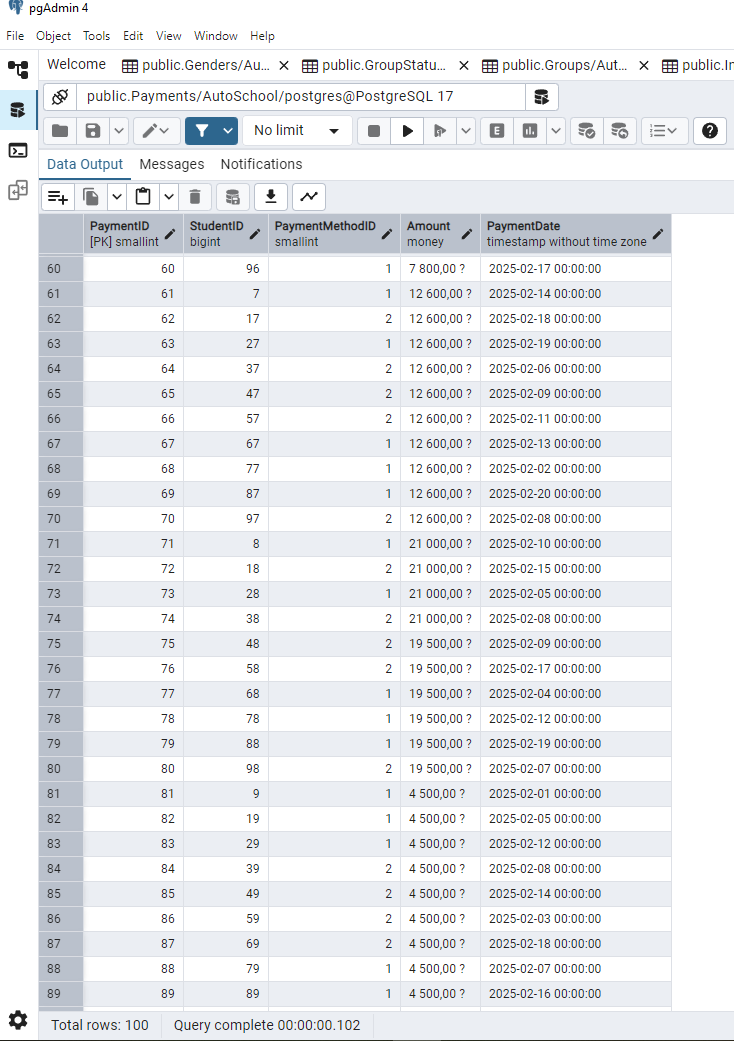 pgAdmin 4
File Object Tools Edit View Window Help
Welcome public.Genders/Au... public.GroupStatu... public.Groups/Aut... public.In
public.Payments/AutoSchool/postgres@PostgreSQL 17
No limit
Data Output Messages Notifications
PaymentID StudentID PaymentMethodID Amount PaymentDate
[PK] smallint bigint smallint money timestamp without time zone
60 60 96 1 7 800,00 ? 2025-02-17 00:00:00
61 61 7 1 12 600,00 ? 2025-02-14 00:00:00
62 62 17 2 12 600,00 ? 2025-02-18 00:00:00
63 63 27 1 12 600,00 ? 2025-02-19 00:00:00
64 64 37 2 12 600,00 ? 2025-02-06 00:00:00
65 65 47 2 12 600,00 ? 2025-02-09 00:00:00
66 66 57 2 12 600,00 ? 2025-02-11 00:00:00
67 67 67 1 12 600,00 ? 2025-02-13 00:00:00
68 68 77 1 12 600,00 ? 2025-02-02 00:00:00
69 69 87 1 12 600,00 ? 2025-02-20 00:00:00
70 70 97 2 12 600,00 ? 2025-02-08 00:00:00
71 71 8 1 21 000,00 ? 2025-02-10 00:00:00
72 72 18 2 21 000,00 ? 2025-02-15 00:00:00
73 73 28 1 21 000,00 ? 2025-02-05 00:00:00
74 74 38 2 21 000,00 ? 2025-02-08 00:00:00
75 75 48 2 19 500,00 ? 2025-02-09 00:00:00
76 76 58 2 19 500,00 ? 2025-02-17 00:00:00
77 77 68 1 19 500,00 ? 2025-02-04 00:00:00
78 78 78 1 19 500,00 ? 2025-02-12 00:00:00
79 79 88 1 19 500,00 ? 2025-02-19 00:00:00
80 80 98 2 19 500,00 ? 2025-02-07 00:00:00
81 81 9 1 4 500,00 ? 2025-02-01 00:00:00
82 82 19 1 4 500,00 ? 2025-02-05 00:00:00
83 83 29 1 4 500,00 ? 2025-02-12 00:00:00
84 84 39 2 4 500,00 ? 2025-02-08 00:00:00
85 85 49 2 4 500,00 ? 2025-02-14 00:00:00
86 86 59 2 4 500,00 ? 2025-02-03 00:00:00
87 87 69 2 4 500,00 ? 2025-02-18 00:00:00
88 88 79 1 4 500,00 ? 2025-02-07 00:00:00
89 89 89 1 4 500,00 ? 2025-02-16 00:00:00
Total rows: 100 Query complete 00:00:00.102